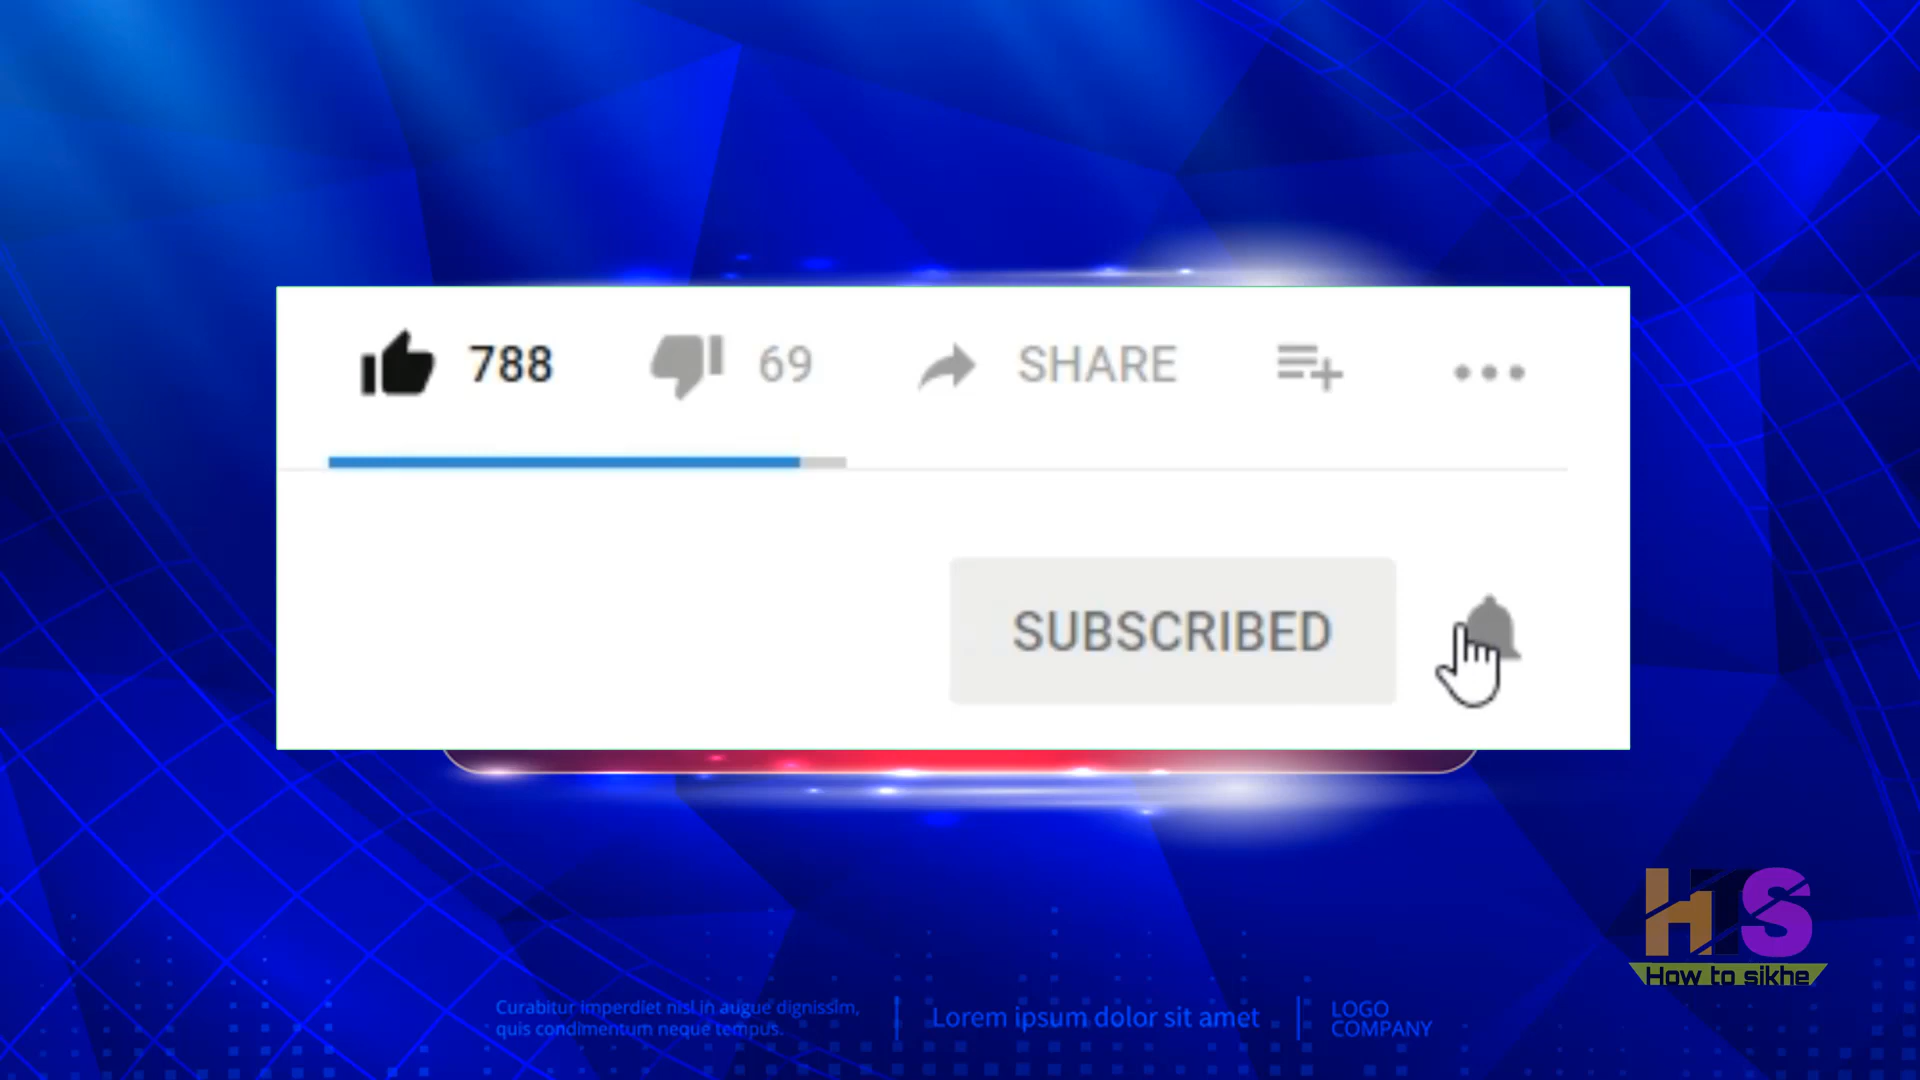 788 69 SHARE
SUBSCRIBED
HTS
How to sikhe
Curabitur imperdiet nisl in augue dignissim,
quis condimentum neque tempus.
Lorem ipsum dolor sit amet
LOGO
COMPANY